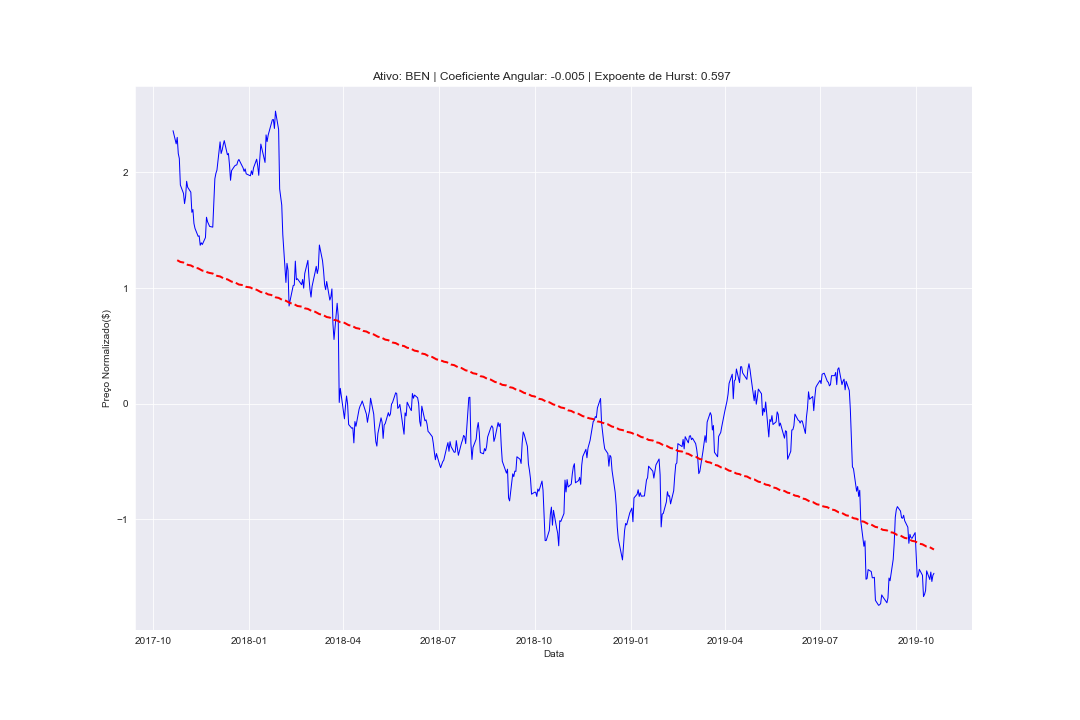 Ativo: BEN | Coeficiente Angular: -0.005 | Expoente de Hurst: 0.597
Preço Normalizado($)
2
1
0
−1
2017-10 2018-01 2018-04 2018-07 2018-10 2019-01 2019-04 2019-07 2019-10
Data